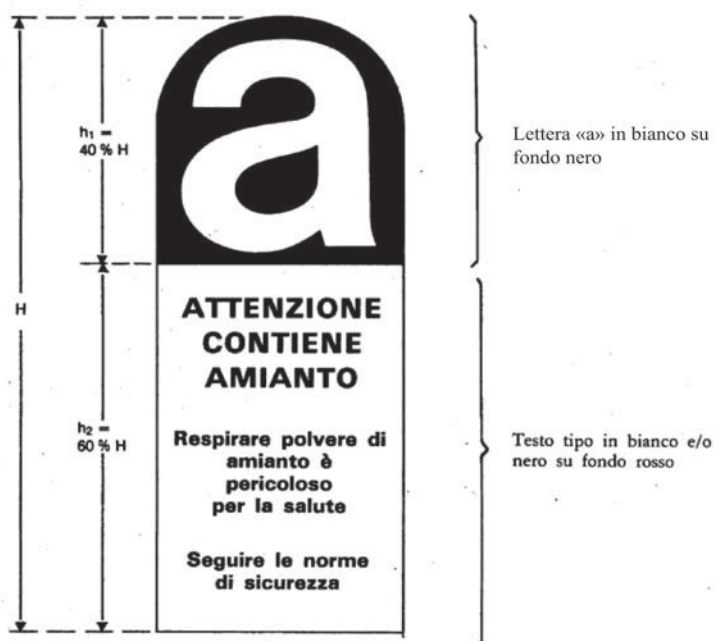 a
h₁ =
40 % H
Lettera «a» in bianco su
fondo nero
H
ATTENZIONE
CONTIENE
AMIANTO
h₂ =
60 % H
Respirare polvere di
amianto è
pericoloso
per la salute
Testo tipo in bianco e/o
nero su fondo rosso
Seguire le norme
di sicurezza